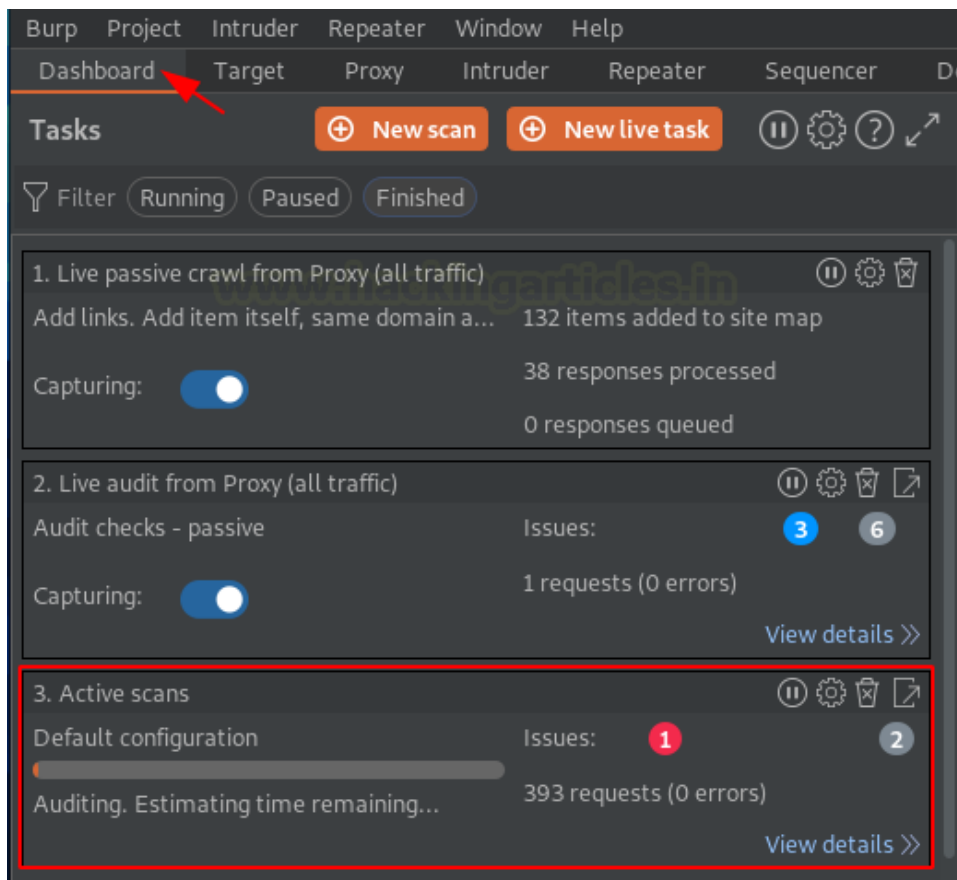 Burp Project Intruder Repeater Window Help
Dashboard Target Proxy Intruder Repeater Sequencer
Tasks New scan New live task
Filter Running Paused Finished
www.hackingarticles.in
1. Live passive crawl from Proxy (all traffic)
Add links. Add item itself, same domain a... 132 items added to site map
Capturing: 38 responses processed
0 responses queued
2. Live audit from Proxy (all traffic)
Audit checks - passive Issues: 3 6
Capturing: 1 requests (0 errors)
View details
3. Active scans
Default configuration Issues: 1 2
Auditing. Estimating time remaining... 393 requests (0 errors)
View details